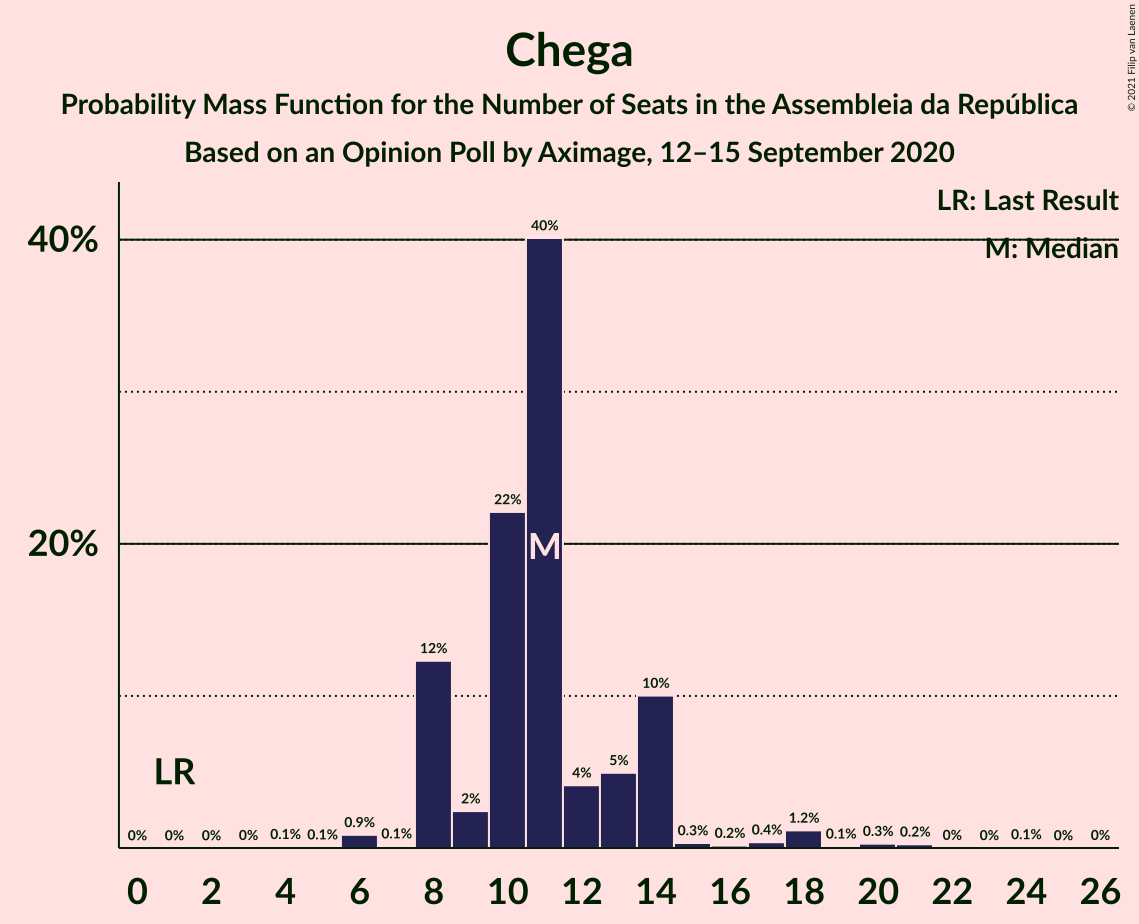 Chega
Probability Mass Function for the Number of Seats in the Assembleia da República
Based on an Opinion Poll by Aximage, 12–15 September 2020
© 2021 Filip van Laenen
LR: Last Result
M: Median
40%
20%
40%
22%
M
12%
10%
5%
4%
2%
LR
0% 0% 0% 0% 0.1% 0.1% 0.9% 0.1% 0.3% 0.2% 0.4% 1.2% 0.1% 0.3% 0.2% 0% 0% 0.1% 0% 0%
0 2 4 6 8 10 12 14 16 18 20 22 24 26